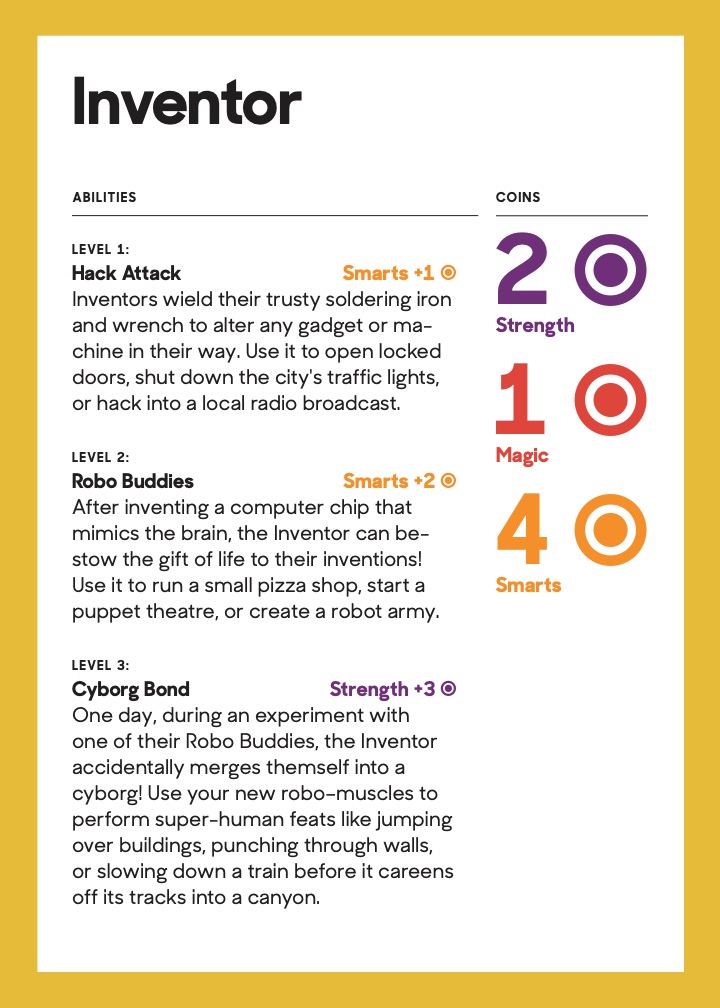 Inventor
ABILITIES
LEVEL 1:
Hack Attack Smarts +1
Inventors wield their trusty soldering iron
and wrench to alter any gadget or ma-
chine in their way. Use it to open locked
doors, shut down the city's traffic lights,
or hack into a local radio broadcast.
LEVEL 2:
Robo Buddies Smarts +2
After inventing a computer chip that
mimics the brain, the Inventor can be-
stow the gift of life to their inventions!
Use it to run a small pizza shop, start a
puppet theatre, or create a robot army.
LEVEL 3:
Cyborg Bond Strength +3
One day, during an experiment with
one of their Robo Buddies, the Inventor
accidentally merges themself into a
cyborg! Use your new robo-muscles to
perform super-human feats like jumping
over buildings, punching through walls,
or slowing down a train before it careens
off its tracks into a canyon.
COINS
2
Strength
1
Magic
4
Smarts